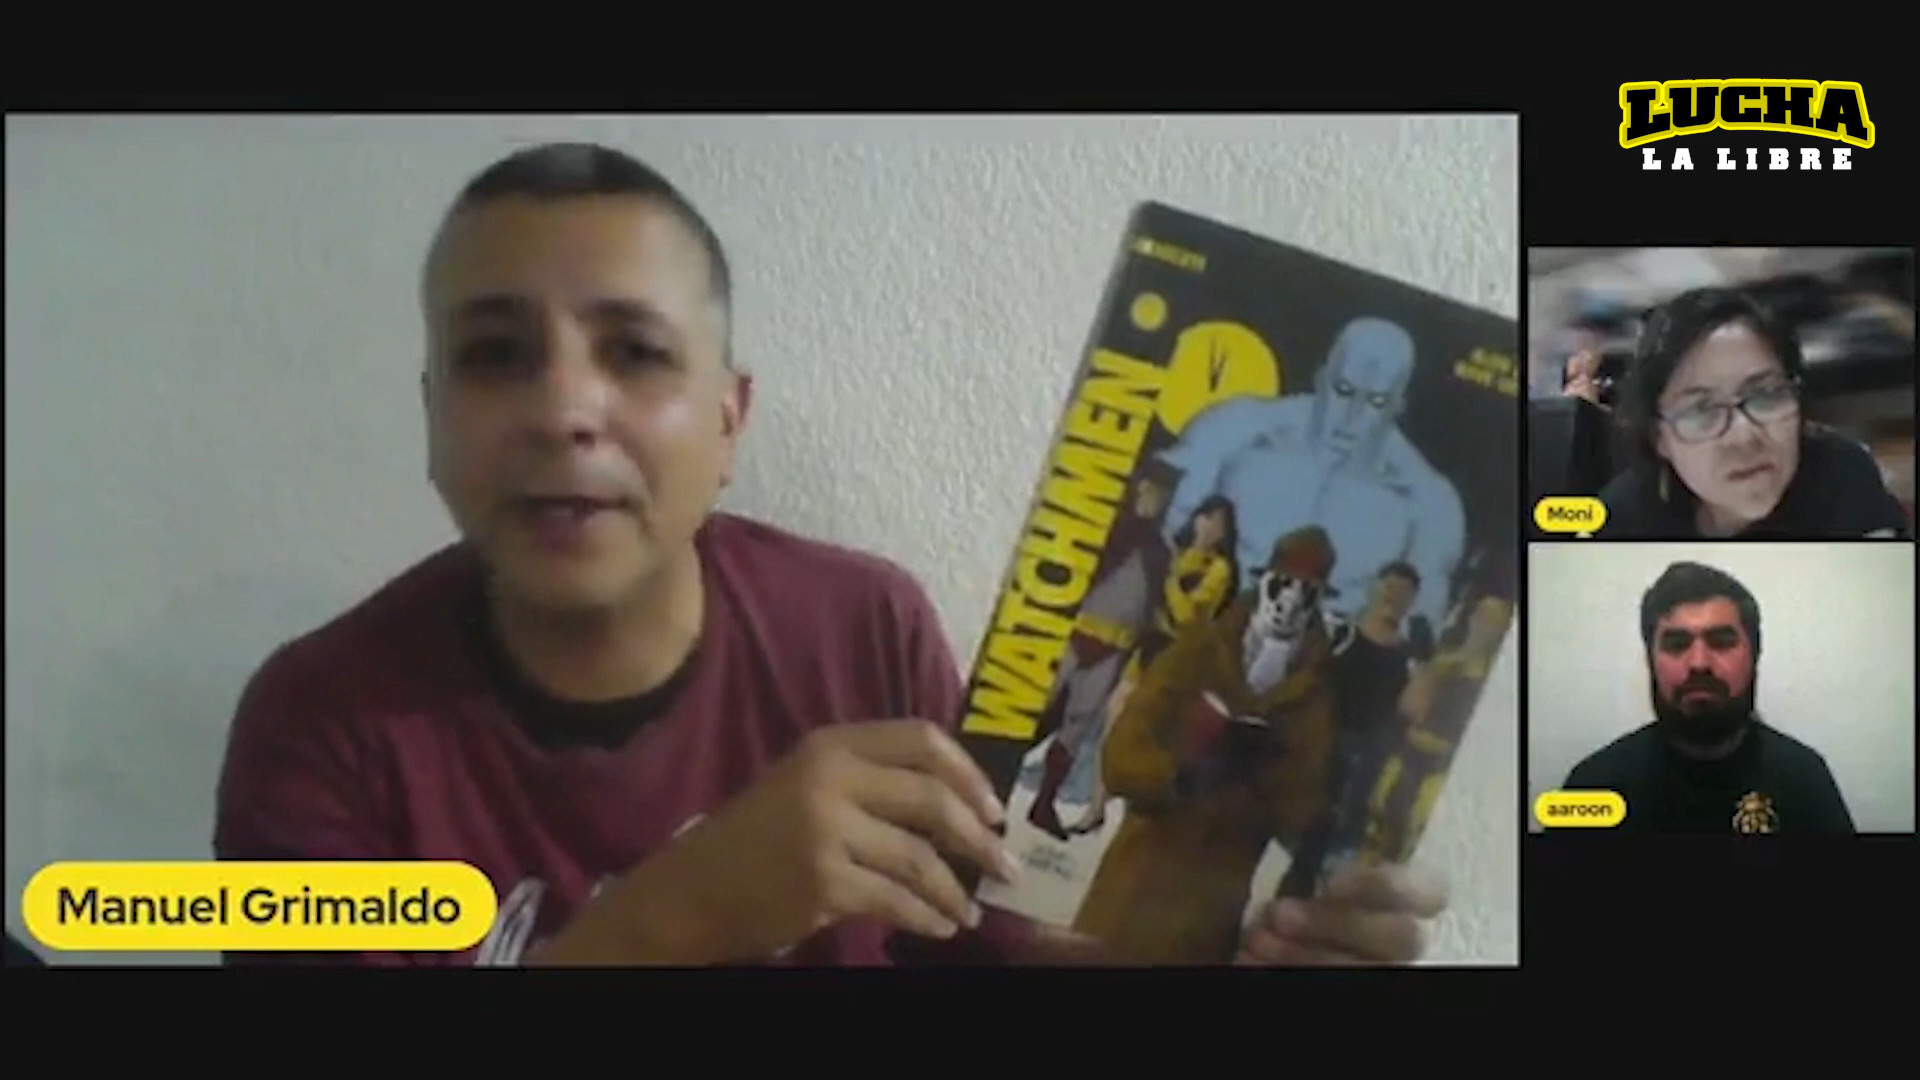 LUCHA
LA LIBRE
WATCHMEN
Moni
aaroon
Manuel Grimaldo